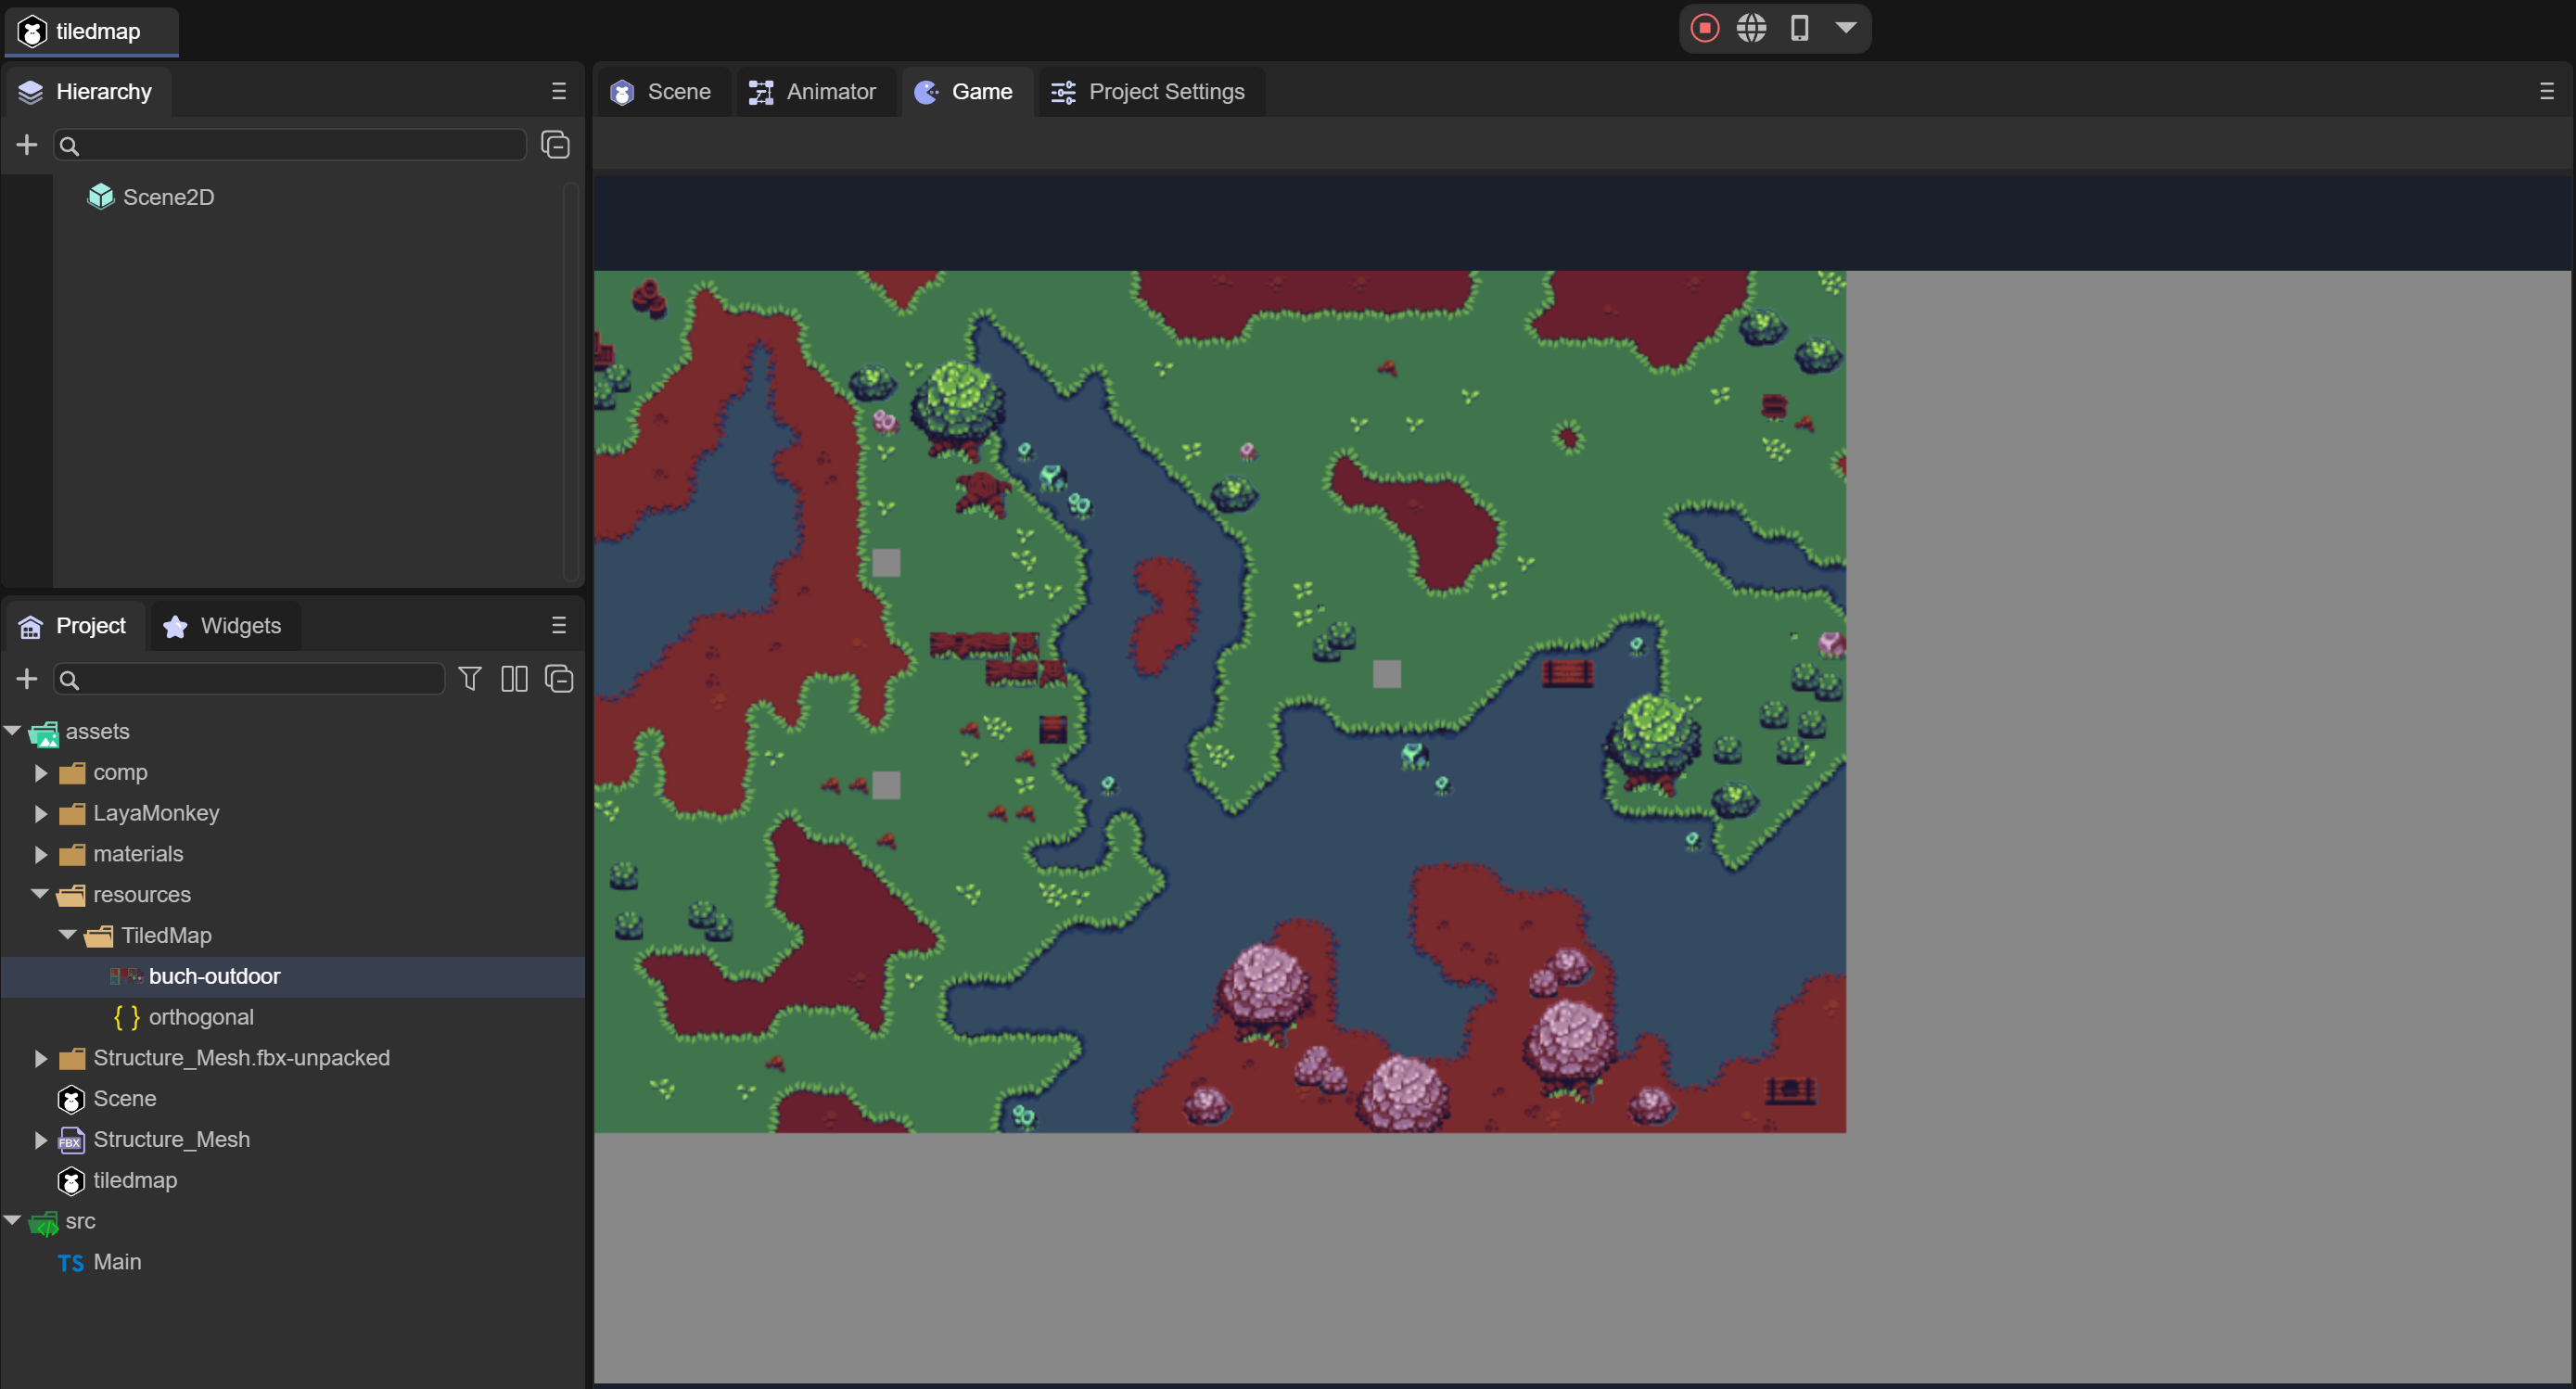 tiledmap
Hierarchy
Scene2D
Project
Widgets
assets
comp
LayaMonkey
materials
resources
TiledMap
buch-outdoor
{ } orthogonal
Structure_Mesh.fbx-unpacked
Scene
FBX Structure_Mesh
tiledmap
src
TS Main
Scene
Animator
Game
Project Settings